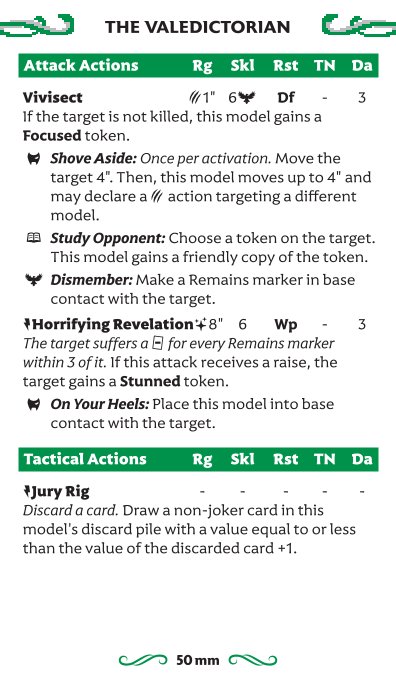 THE VALEDICTORIAN
Attack Actions Rg Skl Rst TN Da
Vivisect 1" 6 Df - 3
If the target is not killed, this model gains a
Focused token.
Shove Aside: Once per activation. Move the
target 4". Then, this model moves up to 4" and
may declare a action targeting a different
model.
Study Opponent: Choose a token on the target.
This model gains a friendly copy of the token.
Dismember: Make a Remains marker in base
contact with the target.
Horrifying Revelation 8" 6 Wp - 3
The target suffers a for every Remains marker
within 3 of it. If this attack receives a raise, the
target gains a Stunned token.
On Your Heels: Place this model into base
contact with the target.
Tactical Actions Rg Skl Rst TN Da
Jury Rig - - - - -
Discard a card. Draw a non-joker card in this
model's discard pile with a value equal to or less
than the value of the discarded card +1.
50 mm